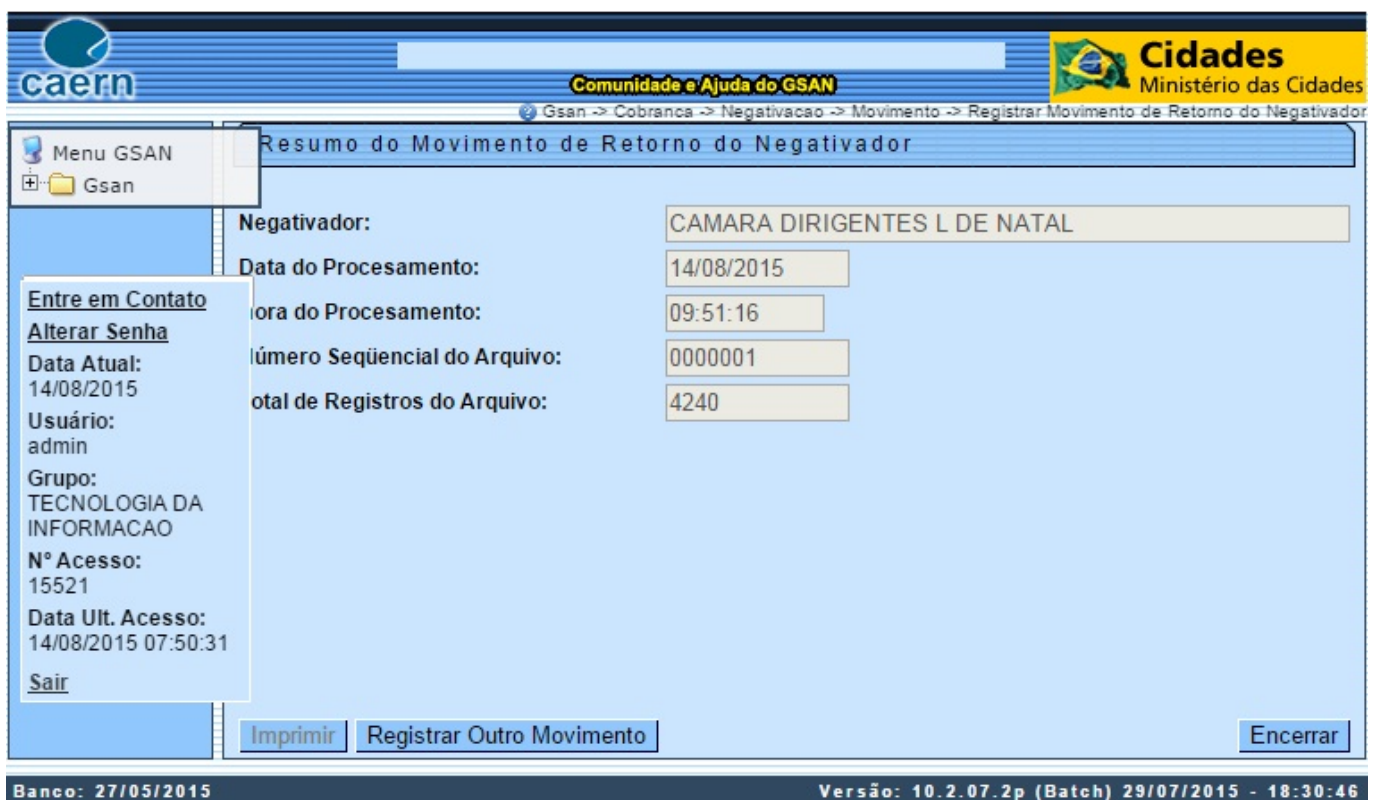 caern
Comunidade e Ajuda do GSAN
Cidades
Ministério das Cidades
Gsan -> Cobranca -> Negativacao -> Movimento -> Registrar Movimento de Retorno do Negativador
Menu GSAN
Gsan
Resumo do Movimento de Retorno do Negativador
Negativador: CAMARA DIRIGENTES L DE NATAL
Data do Procesamento: 14/08/2015
ora do Procesamento: 09:51:16
úmero Seqüencial do Arquivo: 0000001
otal de Registros do Arquivo: 4240
Entre em Contato
Alterar Senha
Data Atual:
14/08/2015
Usuário:
admin
Grupo:
TECNOLOGIA DA
INFORMACAO
Nº Acesso:
15521
Data Ult. Acesso:
14/08/2015 07:50:31
Sair
Imprimir Registrar Outro Movimento Encerrar
Banco: 27/05/2015 Versão: 10.2.07.2p (Batch) 29/07/2015 - 18:30:46